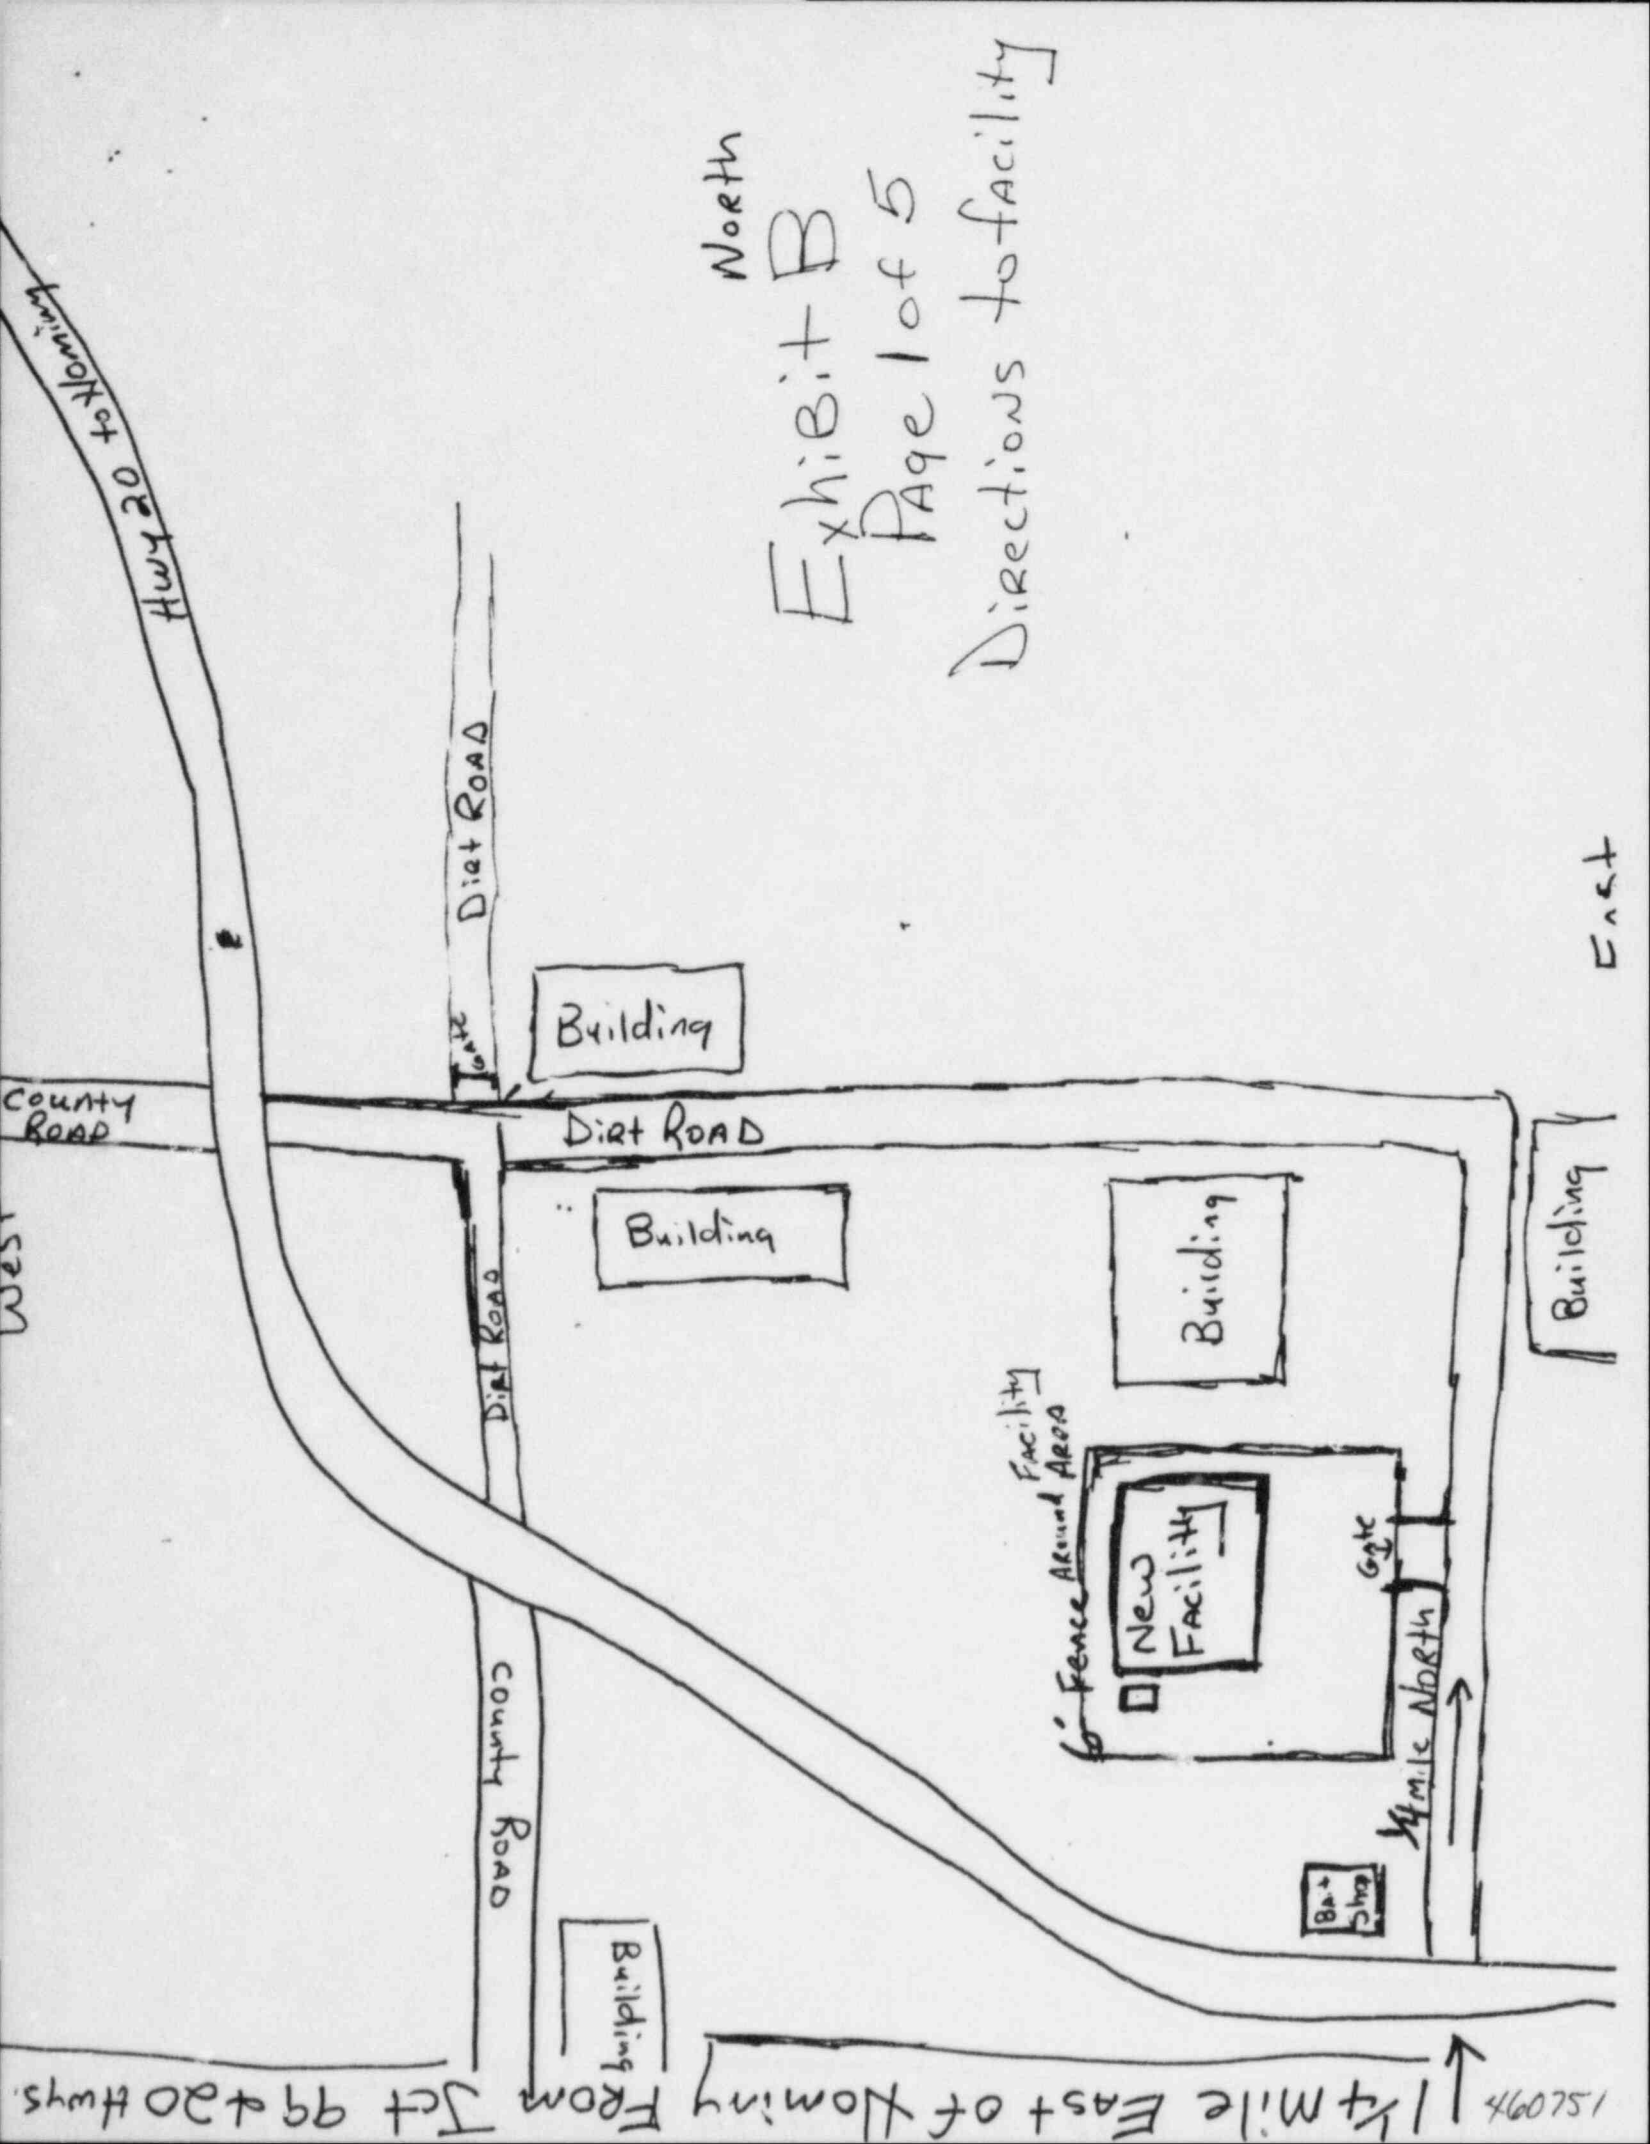 North
Exhibit B
Page 1 of 5
Directions to facility
Hwy 20 to Hominy
Dirt Road
Gate
Building
County
Road
Dirt Road
West
Building
Dirt Road
Building
Building
East
6' Fence Around Facility
Area
New
Facility
Gate
1/4 Mile North
County Road
Bait
Shop
Building
1 1/4 Mile East of Hominy From Jct 99 & 20 Hwys.
460751